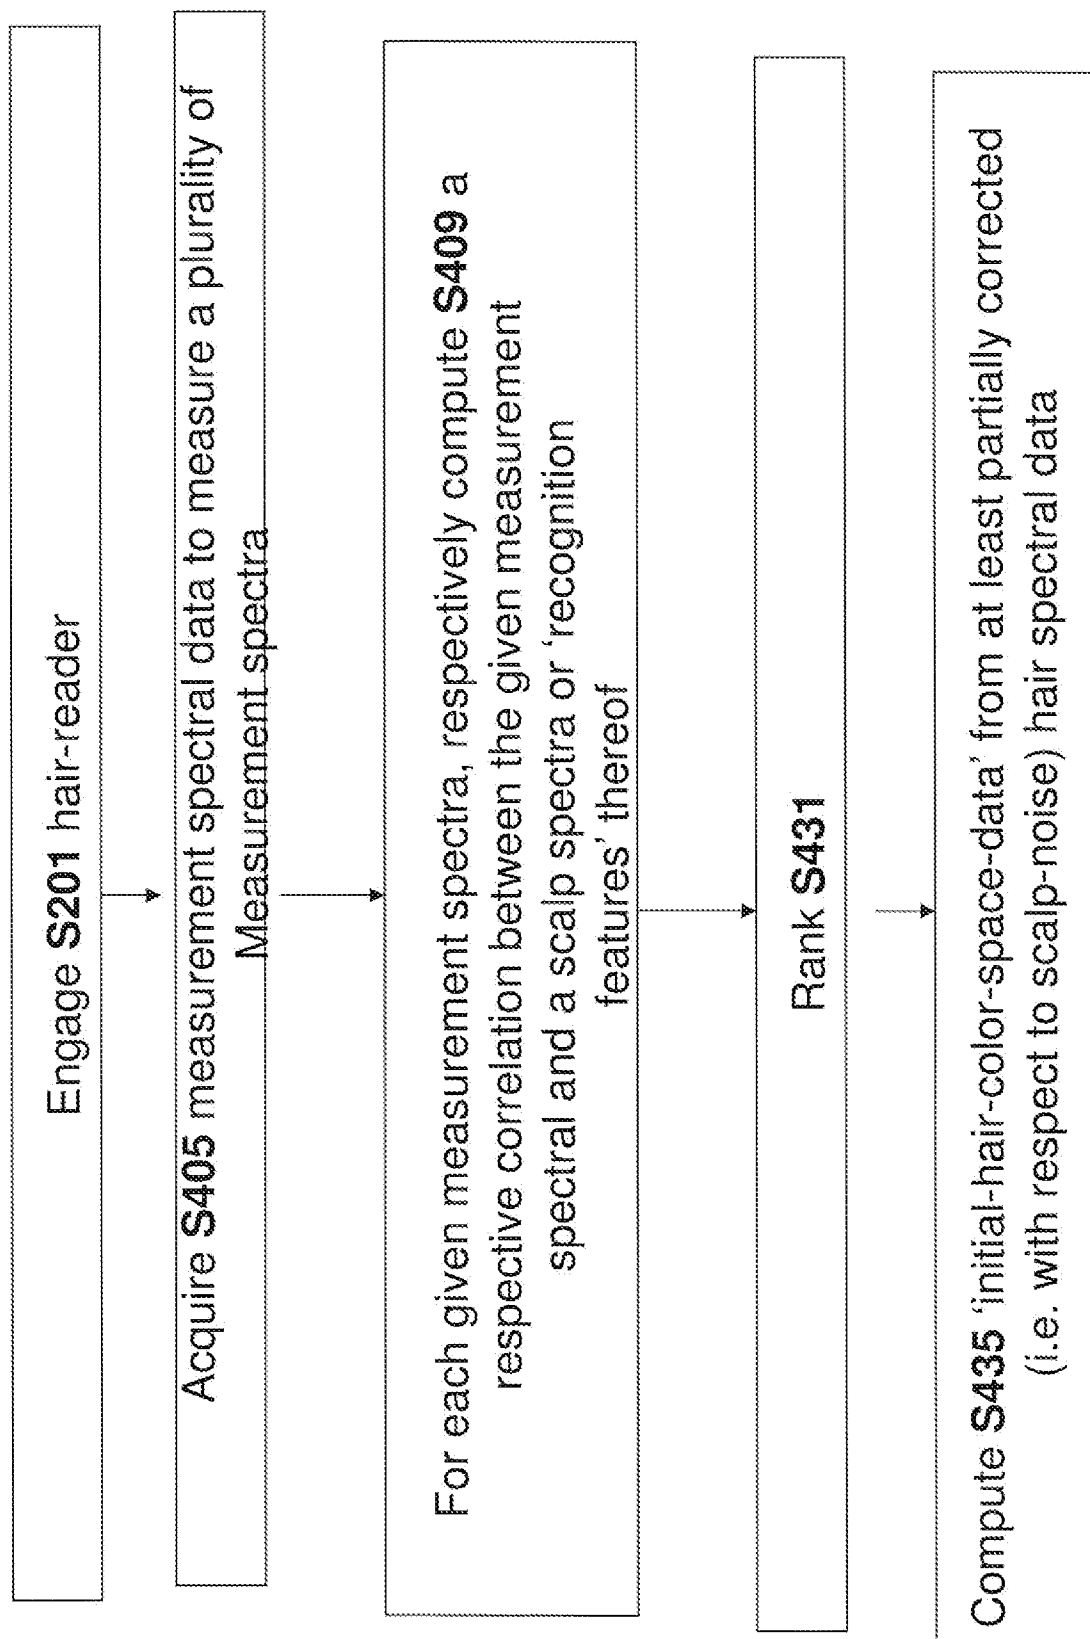 Engage S201 hair-reader
Acquire S405 measurement spectral data to measure a plurality of
Measurement spectra
For each given measurement spectra, respectively compute S409 a
respective correlation between the given measurement
spectral and a scalp spectra or ‘recognition
features’ thereof
Rank S431
Compute S435 ‘initial-hair-color-space-data’ from at least partially corrected
(i.e. with respect to scalp-noise) hair spectral data